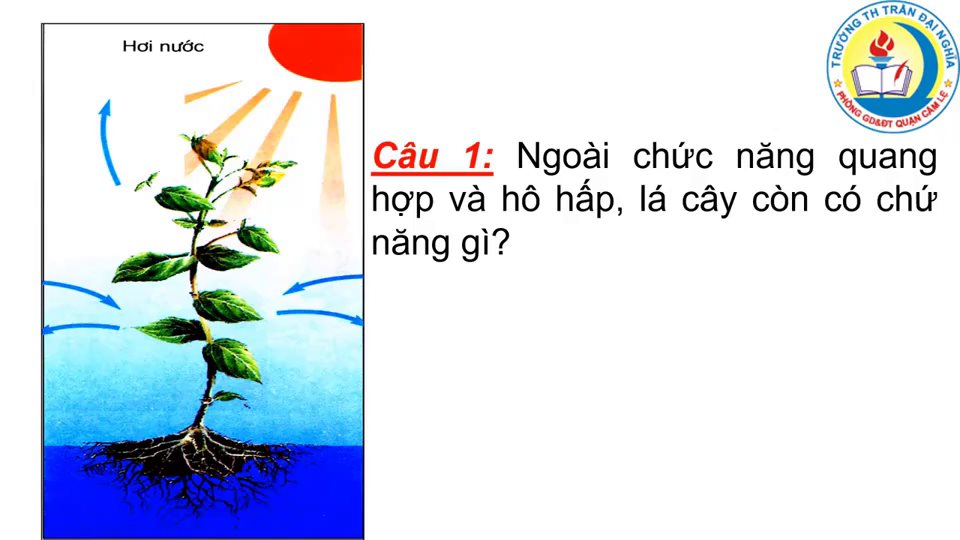 Hơi nước
TRƯỜNG TH TRẦN ĐẠI NGHĨA
PHÒNG GD&ĐT QUẬN CẨM LỆ
Câu 1: Ngoài chức năng quang
hợp và hô hấp, lá cây còn có chứ
năng gì?